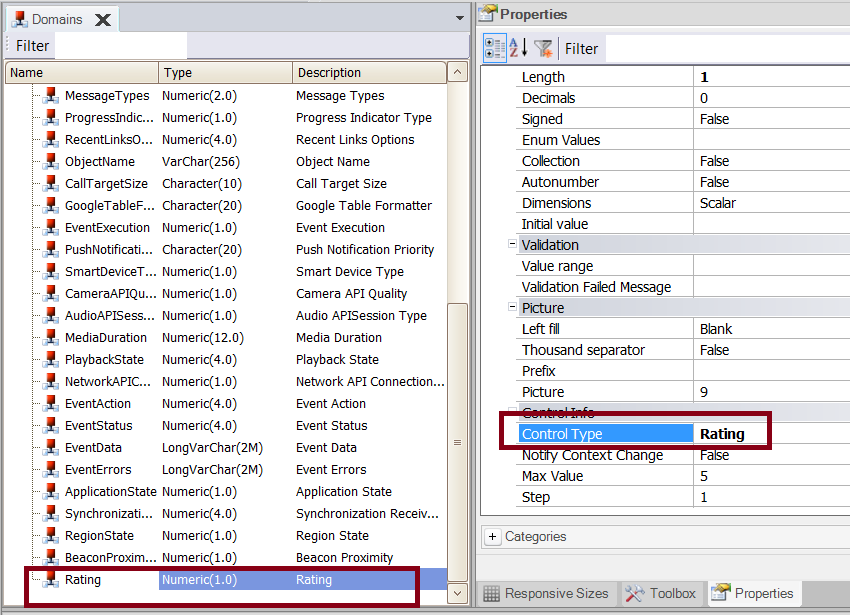 Domains
Filter
Name Type Description
MessageTypes Numeric(2.0) Message Types
ProgressIndic... Numeric(1.0) Progress Indicator Type
RecentLinksO... Numeric(4.0) Recent Links Options
ObjectName VarChar(256) Object Name
CallTargetSize Character(10) Call Target Size
GoogleTableF... Character(20) Google Table Formatter
EventExecution Numeric(1.0) Event Execution
PushNotificati... Character(20) Push Notification Priority
SmartDeviceT... Numeric(1.0) Smart Device Type
CameraAPIQu... Numeric(1.0) Camera API Quality
AudioAPISess... Numeric(1.0) Audio APISession Type
MediaDuration Numeric(12.0) Media Duration
PlaybackState Numeric(4.0) Playback State
NetworkAPIC... Numeric(1.0) Network API Connection...
EventAction Numeric(4.0) Event Action
EventStatus Numeric(4.0) Event Status
EventData LongVarChar(2M) Event Data
EventErrors LongVarChar(2M) Event Errors
ApplicationState Numeric(1.0) Application State
Synchronizati... Numeric(4.0) Synchronization Receiv...
RegionState Numeric(1.0) Region State
BeaconProxim... Numeric(1.0) Beacon Proximity
Rating Numeric(1.0) Rating
Properties
Filter
Length 1
Decimals 0
Signed False
Enum Values
Collection False
Autonumber False
Dimensions Scalar
Initial value
Validation
Value range
Validation Failed Message
Picture
Left fill Blank
Thousand separator False
Prefix
Picture 9
Control Info
Control Type Rating
Notify Context Change False
Max Value 5
Step 1
Categories
Responsive Sizes Toolbox Properties